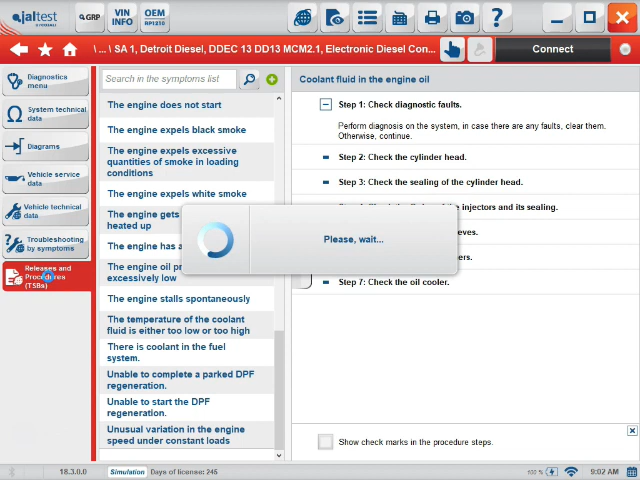 jaltest
GRP
VIN
INFO
OEM
RP1210
\ ... \ SA 1, Detroit Diesel, DDEC 13 DD13 MCM2.1, Electronic Diesel Con...
Connect
Diagnostics
menu
System technical
data
Diagrams
Vehicle service
data
Vehicle technical
data
Troubleshooting
by symptoms
Releases and
Procedures
(TSBs)
Search in the symptoms list
The engine does not start
The engine expels black smoke
The engine expels excessive
quantities of smoke in loading
conditions
The engine expels white smoke
The engine gets
heated up
The engine has a
The engine oil pr
excessively low
The engine stalls spontaneously
The temperature of the coolant
fluid is either too low or too high
There is coolant in the fuel
system.
Unable to complete a parked DPF
regeneration.
Unable to start the DPF
regeneration.
Unusual variation in the engine
speed under constant loads
Coolant fluid in the engine oil
Step 1: Check diagnostic faults.
Perform diagnosis on the system, in case there are any faults, clear them.
Otherwise, continue.
Step 2: Check the cylinder head.
Step 3: Check the sealing of the cylinder head.
injectors and its sealing.
eves.
ers.
Step 7: Check the oil cooler.
Please, wait...
Show check marks in the procedure steps.
18.3.0.0
Simulation
Days of license: 245
100 %
9:02 AM